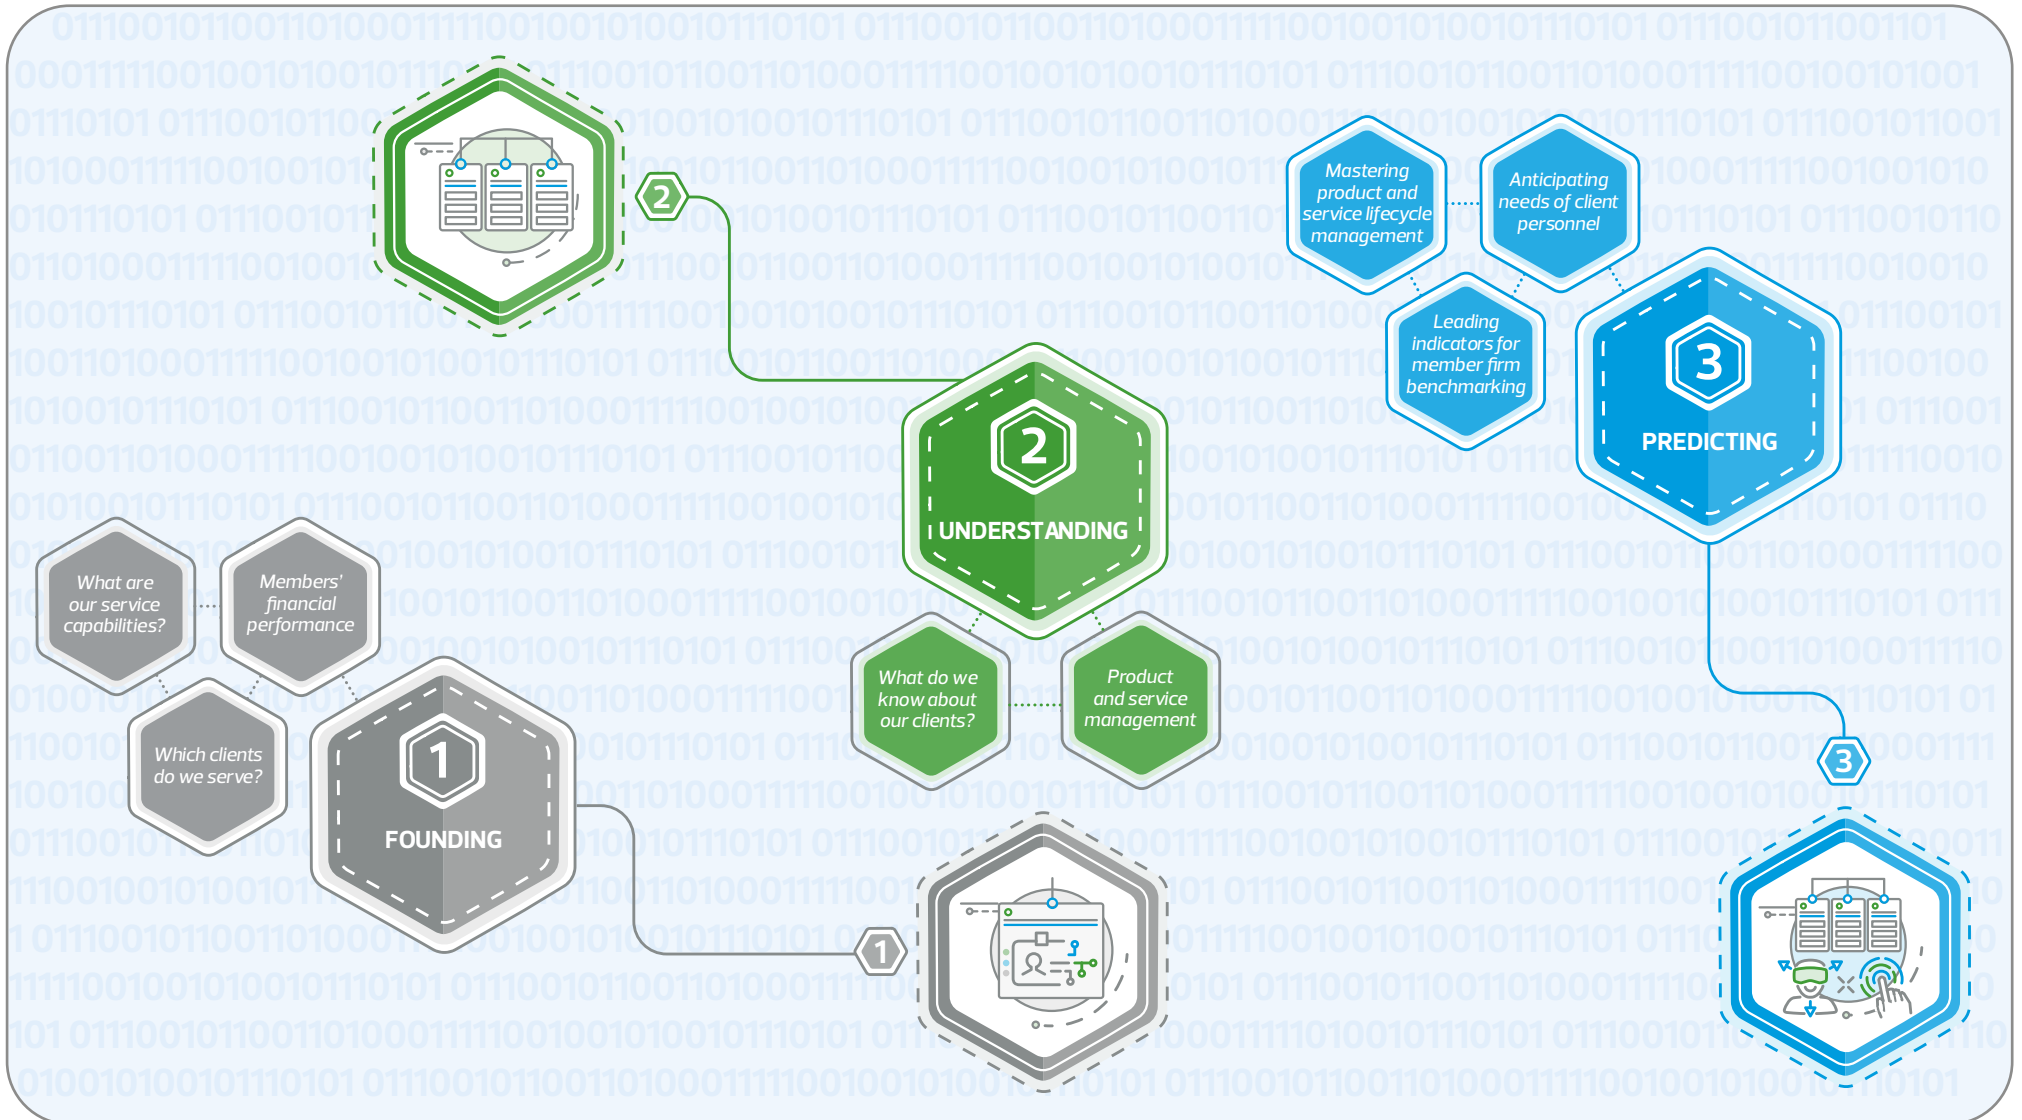 What are
our service
capabilities?
Members'
financial
performance
Which clients
do we serve?
1
FOUNDING
1
2
2
UNDERSTANDING
What do we
know about
our clients?
Product
and service
management
Mastering
product and
service lifecycle
management
Anticipating
needs of client
personnel
Leading
indicators for
member firm
benchmarking
3
PREDICTING
3